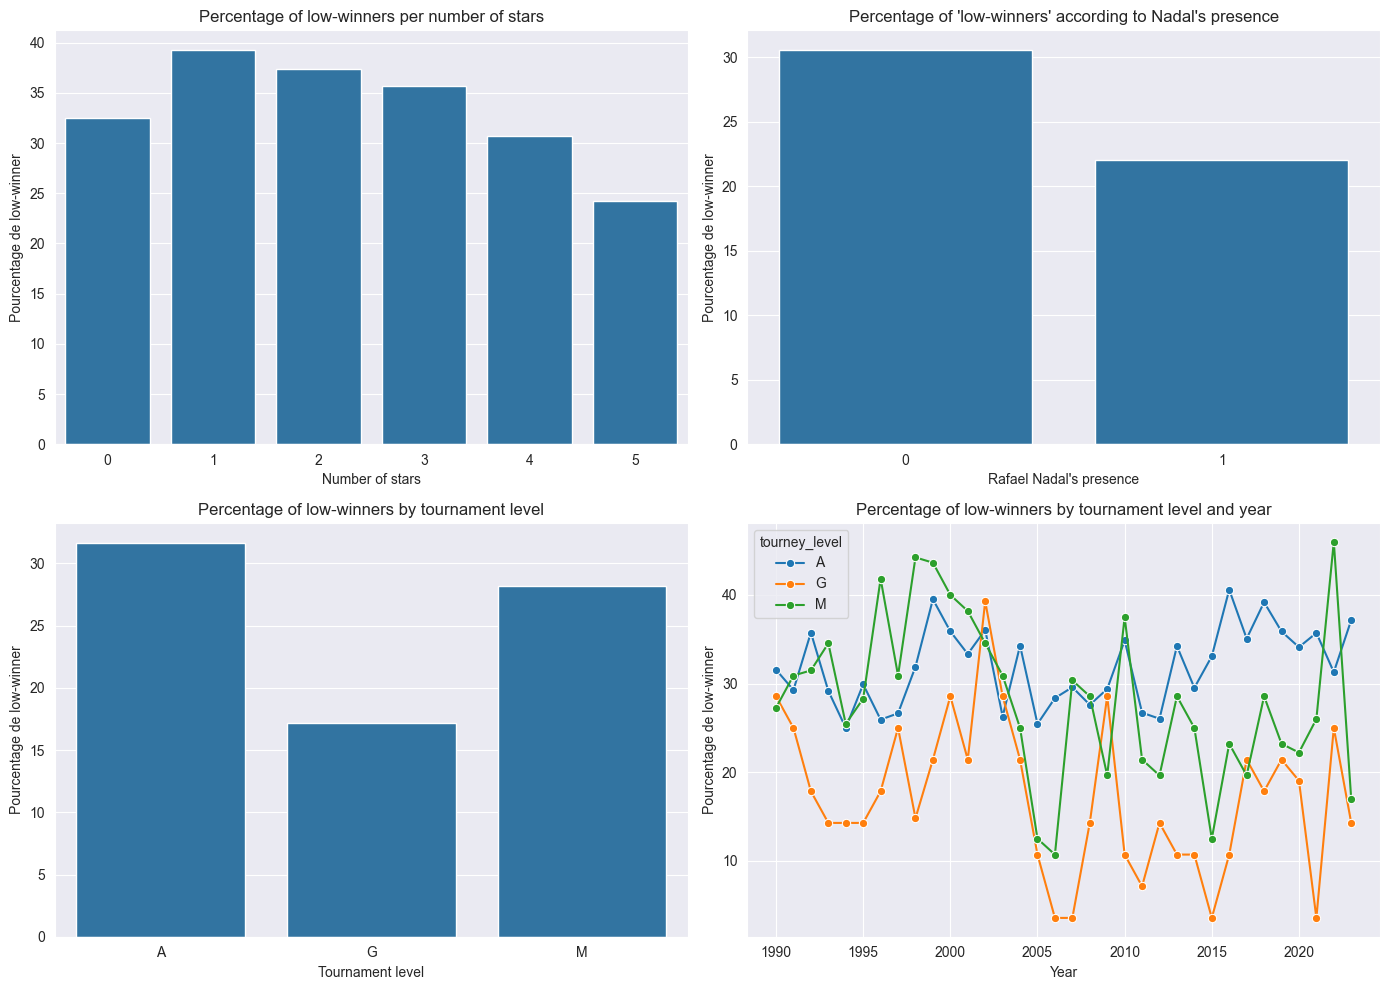 Percentage of low-winners per number of stars
40
35
30
25
20
15
10
5
0
Pourcentage de low-winner
0 1 2 3 4 5
Number of stars
Percentage of 'low-winners' according to Nadal's presence
30
25
20
15
10
5
0
Pourcentage de low-winner
0 1
Rafael Nadal's presence
Percentage of low-winners by tournament level
30
25
20
15
10
5
0
Pourcentage de low-winner
A G M
Tournament level
Percentage of low-winners by tournament level and year
tourney_level
A
G
M
40
30
20
10
Pourcentage de low-winner
1990 1995 2000 2005 2010 2015 2020
Year